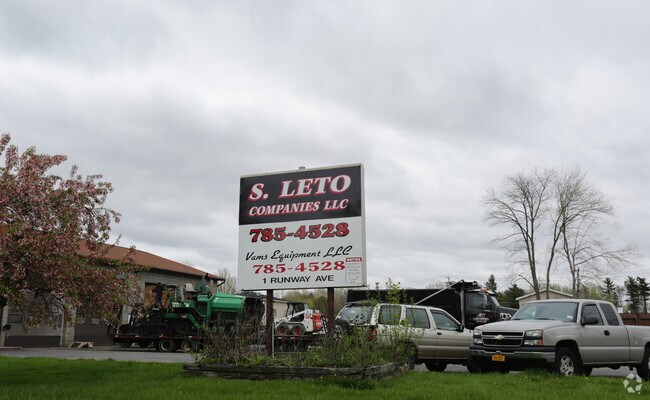 S. LETO
COMPANIES LLC
785-4528
Vams Equipment LLC
785-4528
1 RUNWAY AVE